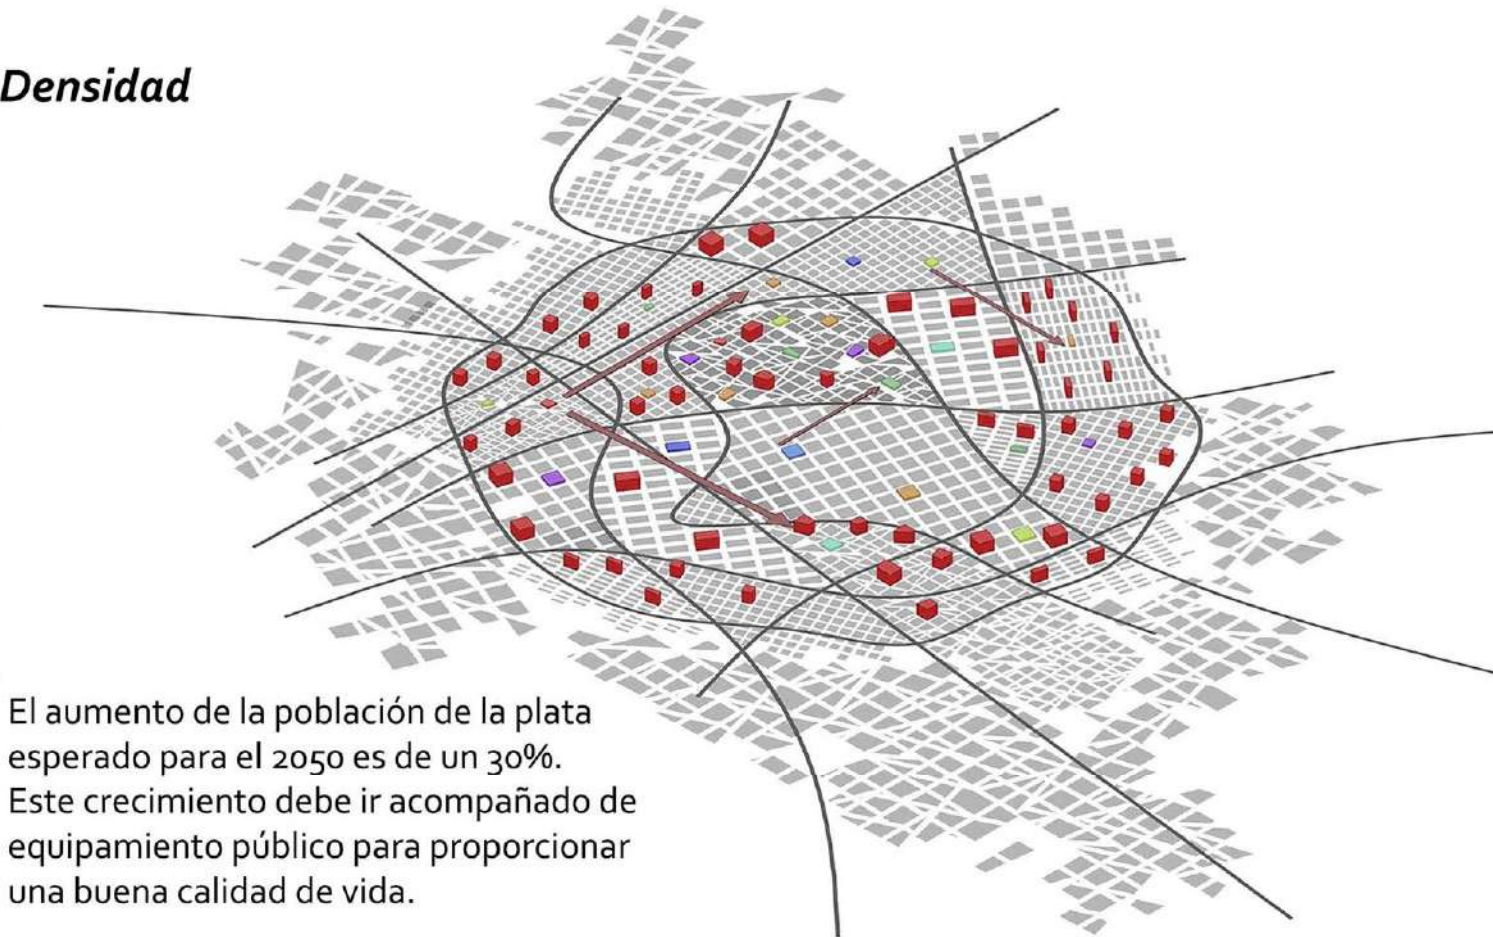 Densidad
El aumento de la población de la plata
esperado para el 2050 es de un 30%.
Este crecimiento debe ir acompañado de
equipamiento público para proporcionar
una buena calidad de vida.